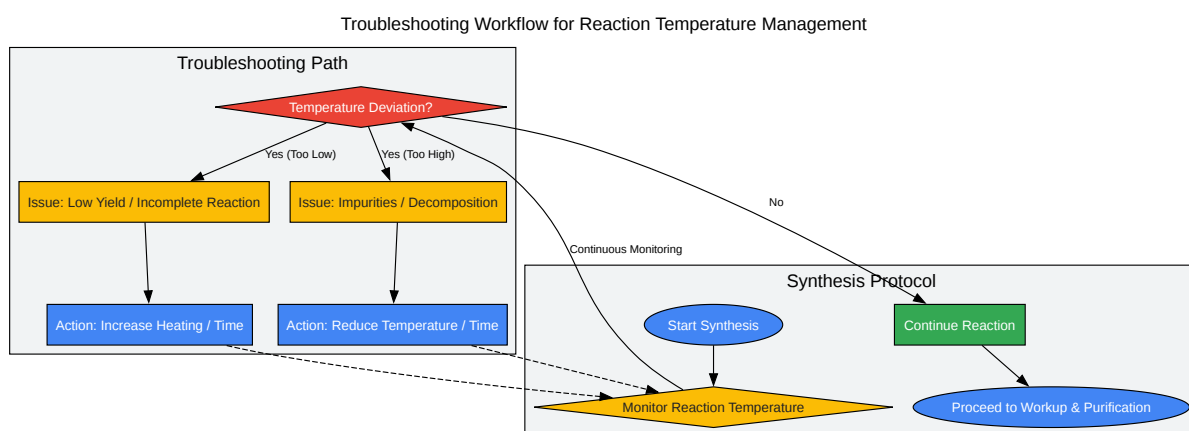 Troubleshooting Workflow for Reaction Temperature Management
Troubleshooting Path
Temperature Deviation?
Yes (Too Low)
Yes (Too High)
Issue: Low Yield / Incomplete Reaction
Issue: Impurities / Decomposition
No
Continuous Monitoring
Synthesis Protocol
Action: Increase Heating / Time
Action: Reduce Temperature / Time
Start Synthesis
Continue Reaction
Monitor Reaction Temperature
Proceed to Workup & Purification